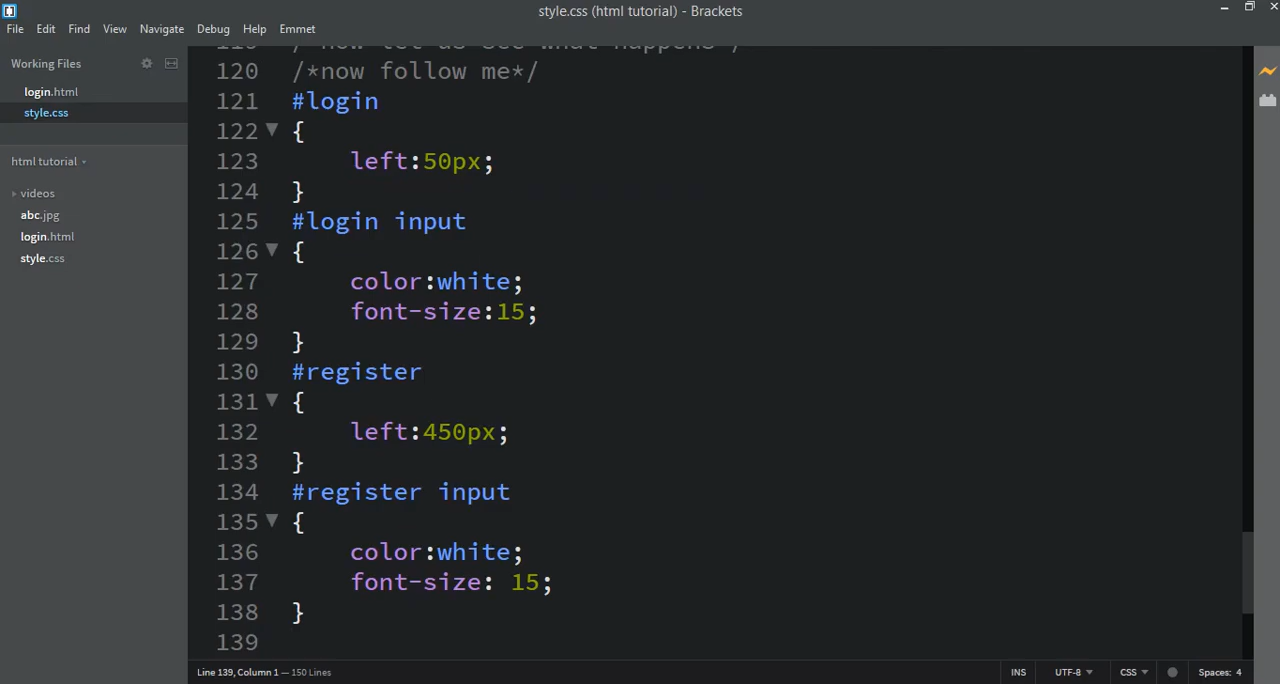 style.css (html tutorial) - Brackets
File Edit Find View Navigate Debug Help Emmet
Working Files
login.html
style.css
html tutorial
videos
abc.jpg
login.html
style.css
120 /*now follow me*/
121 #login
122 {
123 left:50px;
124 }
125 #login input
126 {
127 color:white;
128 font-size:15;
129 }
130 #register
131 {
132 left:450px;
133 }
134 #register input
135 {
136 color:white;
137 font-size: 15;
138 }
139
Line 139, Column 1 — 150 Lines
INS UTF-8 CSS Spaces: 4